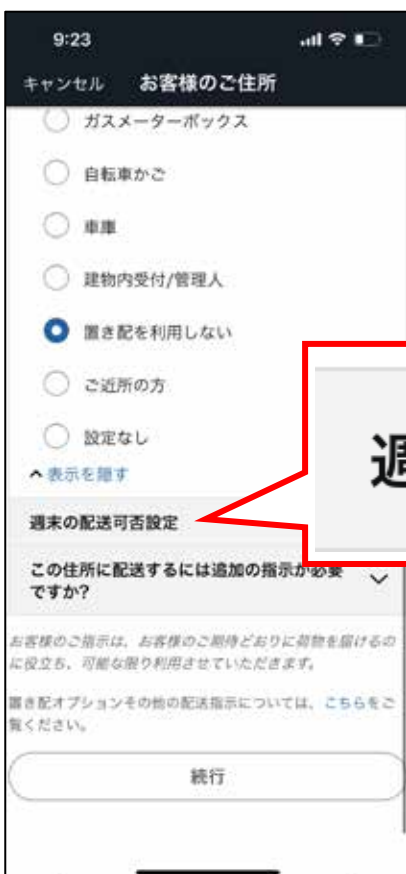 9:23
キャンセル お客様のご住所
ガスメーターボックス
自転車かご
車庫
建物内受付/管理人
置き配を利用しない
ご近所の方
設定なし
表示を隠す
週末の配送可否設定
週
この住所に配送するには追加の指示が必要
ですか?
お客様のご指示は、お客様のご期待どおりに荷物を届けるの
に役立ち、可能な限り利用させていただきます。
置き配オプションその他の配送指示については、こちらをご
覧ください。
続行